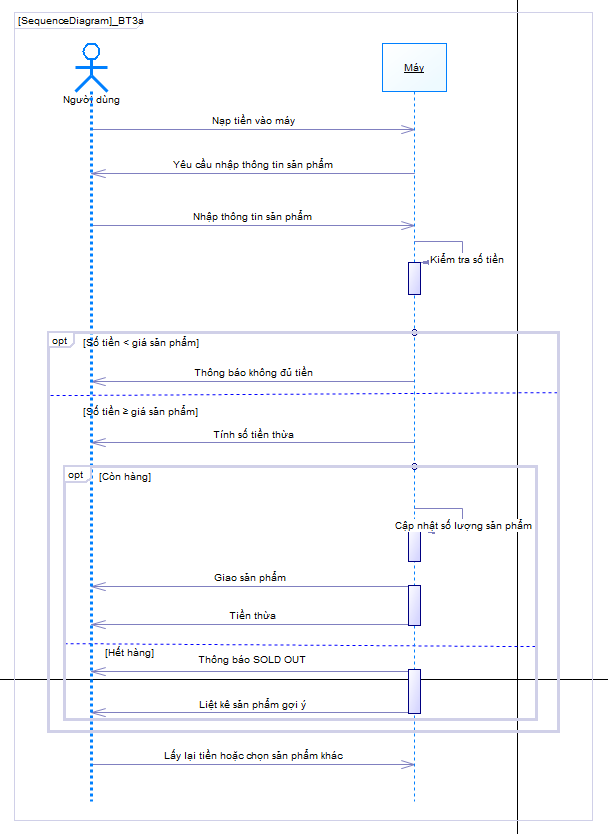 [SequenceDiagram]_BT3a
Máy
Người dùng
Nạp tiền vào máy
Yêu cầu nhập thông tin sản phẩm
Nhập thông tin sản phẩm
Kiểm tra số tiền
opt
[Số tiền < giá sản phẩm]
Thông báo không đủ tiền
[Số tiền ≥ giá sản phẩm]
Tính số tiền thừa
opt
[Còn hàng]
Cập nhật số lượng sản phẩm
Giao sản phẩm
Tiền thừa
[Hết hàng]
Thông báo SOLD OUT
Liệt kê sản phẩm gợi ý
Lấy lại tiền hoặc chọn sản phẩm khác